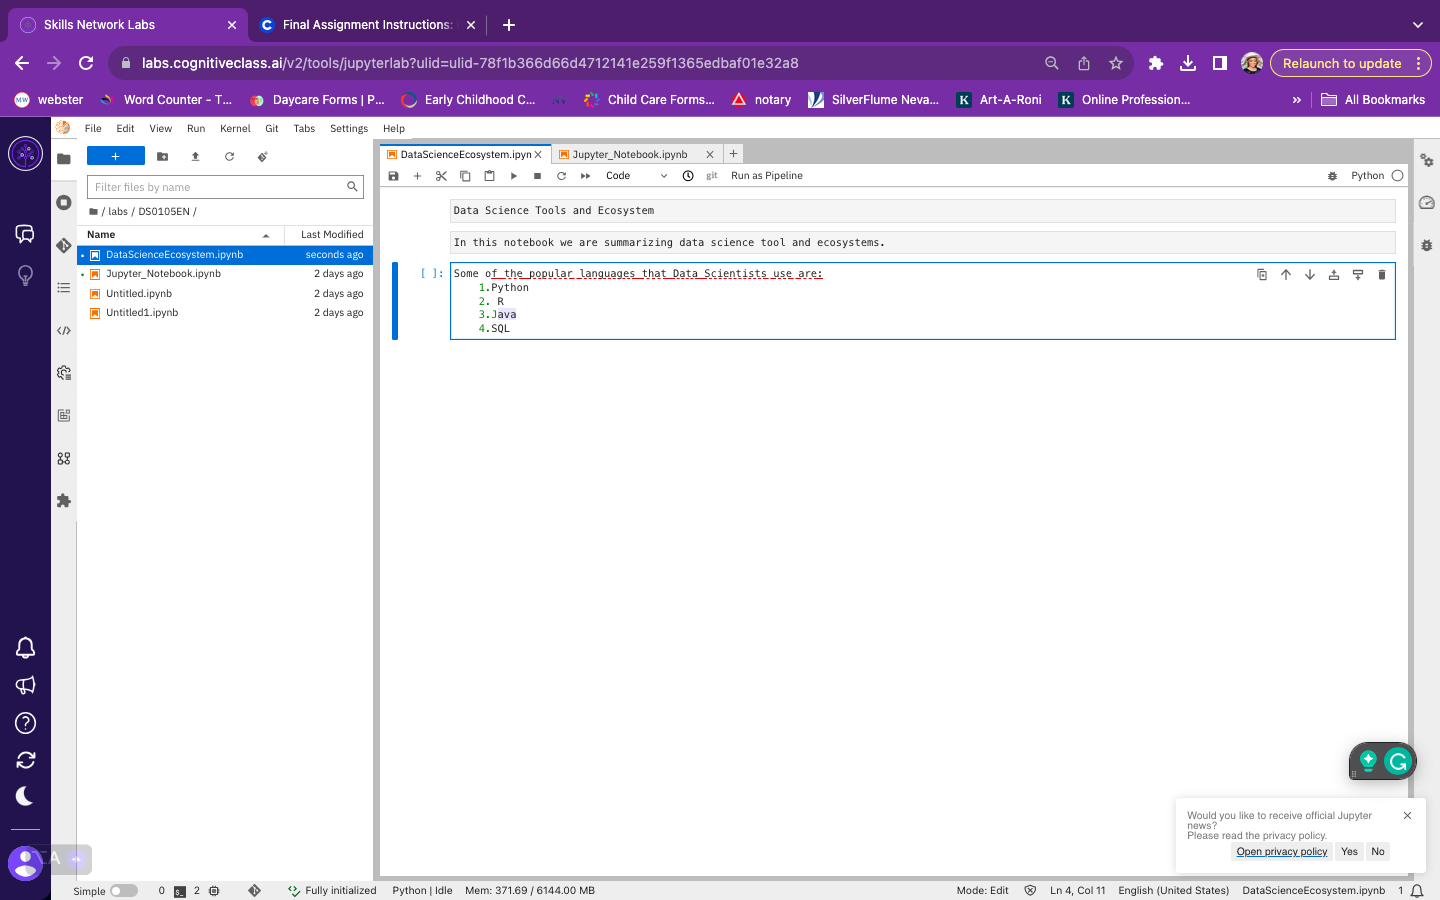 Skills Network Labs
Final Assignment Instructions:
labs.cognitiveclass.ai/v2/tools/jupyterlab?ulid=ulid-78f1b366d66d4712141e259f1365edbaf01e32a8
Relaunch to update
webster
Word Counter - T...
Daycare Forms | P...
Early Childhood C...
Child Care Forms...
notary
SilverFlume Neva...
Art-A-Roni
Online Profession...
» All Bookmarks
File Edit View Run Kernel Git Tabs Settings Help
DataScienceEcosystem.ipyn
Jupyter_Notebook.ipynb
Filter files by name
Code
git
Run as Pipeline
Python
/ labs / DS0105EN /
Name Last Modified
DataScienceEcosystem.ipynb seconds ago
Jupyter_Notebook.ipynb 2 days ago
Untitled.ipynb 2 days ago
Untitled1.ipynb 2 days ago
Data Science Tools and Ecosystem
In this notebook we are summarizing data science tool and ecosystems.
[ ]: Some of the popular languages that Data Scientists use are:
1.Python
2. R
3.Java
4.SQL
Would you like to receive official Jupyter
news?
Please read the privacy policy.
Open privacy policy Yes No
Simple 0 2 Fully initialized Python | Idle Mem: 371.69 / 6144.00 MB Mode: Edit Ln 4, Col 11 English (United States) DataScienceEcosystem.ipynb 1